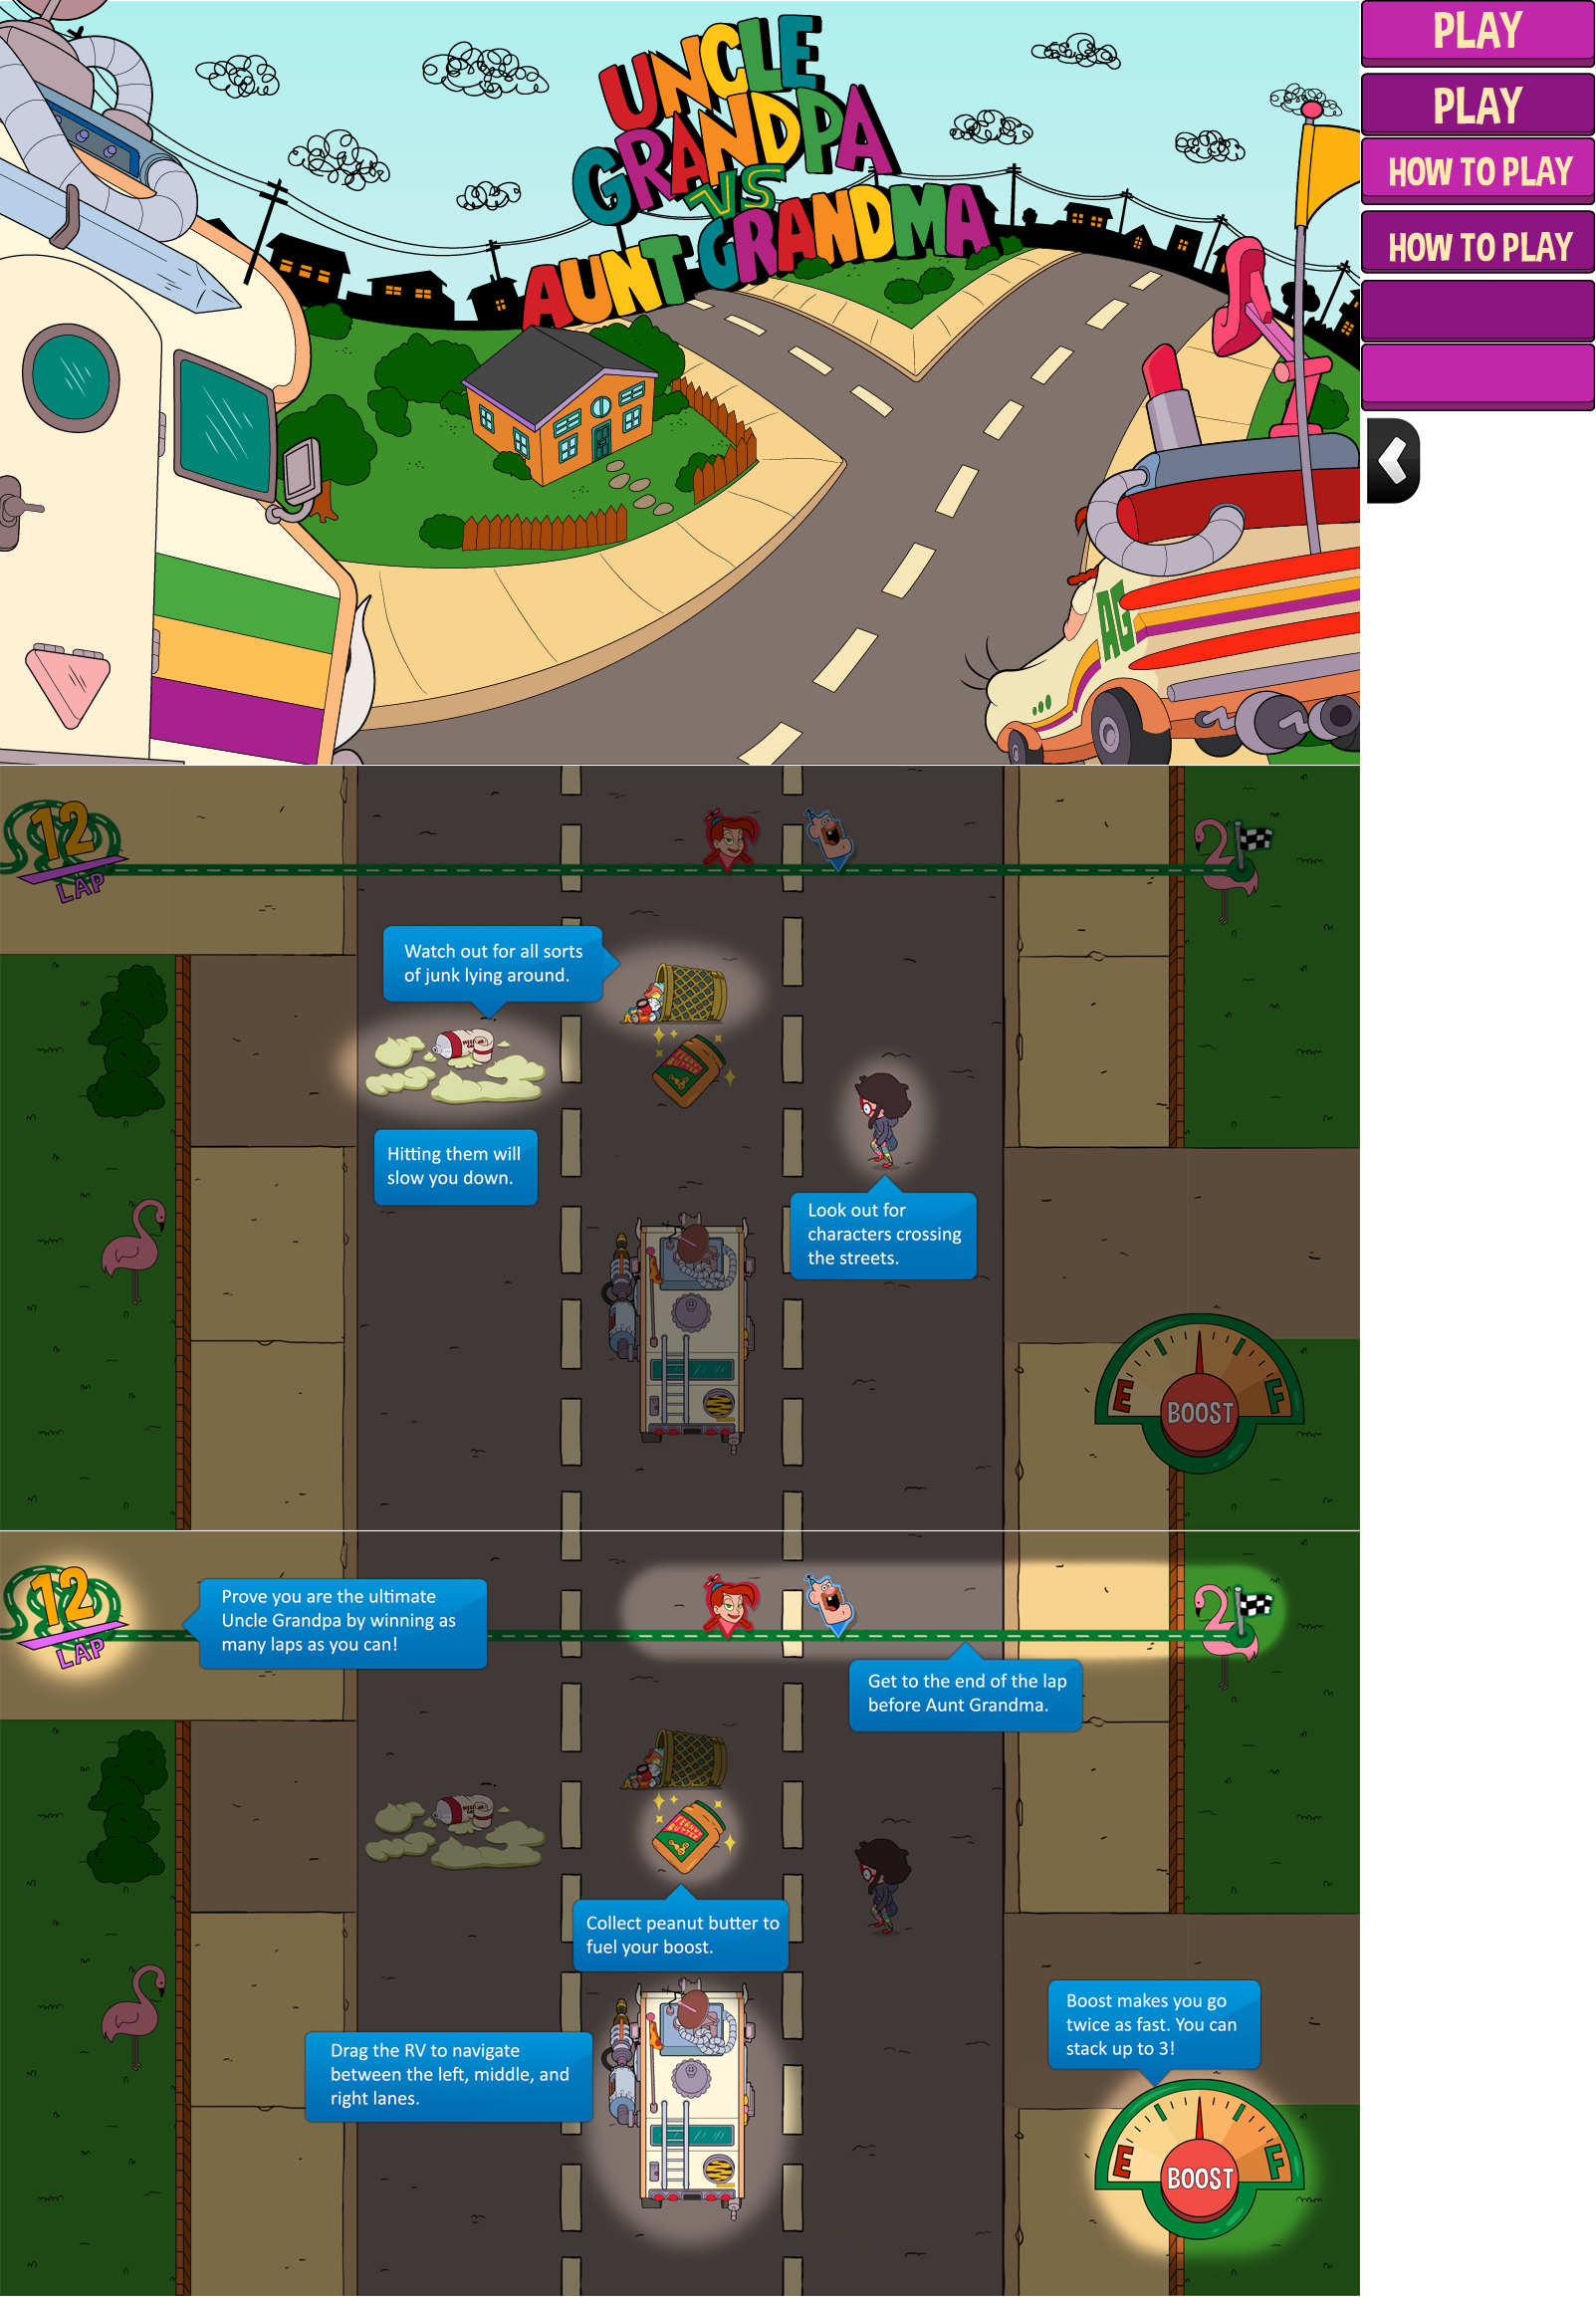 UNCLE
GRANDPA
VS
AUNT GRANDMA
AG
PLAY
PLAY
HOW TO PLAY
HOW TO PLAY
12
LAP
2
Watch out for all sorts
of junk lying around.
Hitting them will
slow you down.
PEANUT
BUTTER
Look out for
characters crossing
the streets.
E
F
BOOST
12
LAP
Prove you are the ultimate
Uncle Grandpa by winning as
many laps as you can!
2
Get to the end of the lap
before Aunt Grandma.
PEANUT
BUTTER
Collect peanut butter to
fuel your boost.
Drag the RV to navigate
between the left, middle, and
right lanes.
Boost makes you go
twice as fast. You can
stack up to 3!
E
F
BOOST